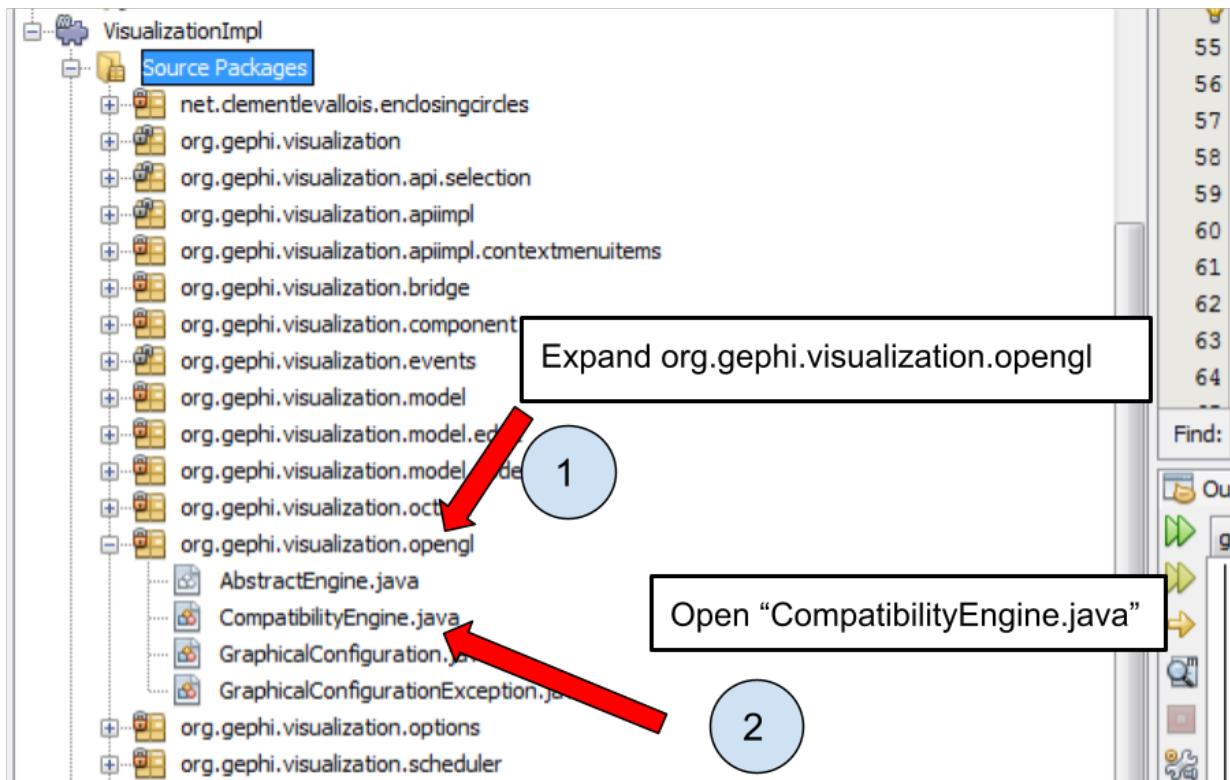 VisualizationImpl
Source Packages
net.clementlevallois.enclosingcircles
org.gephi.visualization
org.gephi.visualization.api.selection
org.gephi.visualization.apiimpl
org.gephi.visualization.apiimpl.contextmenuitems
org.gephi.visualization.bridge
org.gephi.visualization.component
org.gephi.visualization.events
Expand org.gephi.visualization.opengl
org.gephi.visualization.model
1
org.gephi.visualization.opengl
AbstractEngine.java
CompatibilityEngine.java
Open “CompatibilityEngine.java”
2
org.gephi.visualization.options
org.gephi.visualization.scheduler
55
56
57
58
59
60
61
62
63
64
Find: